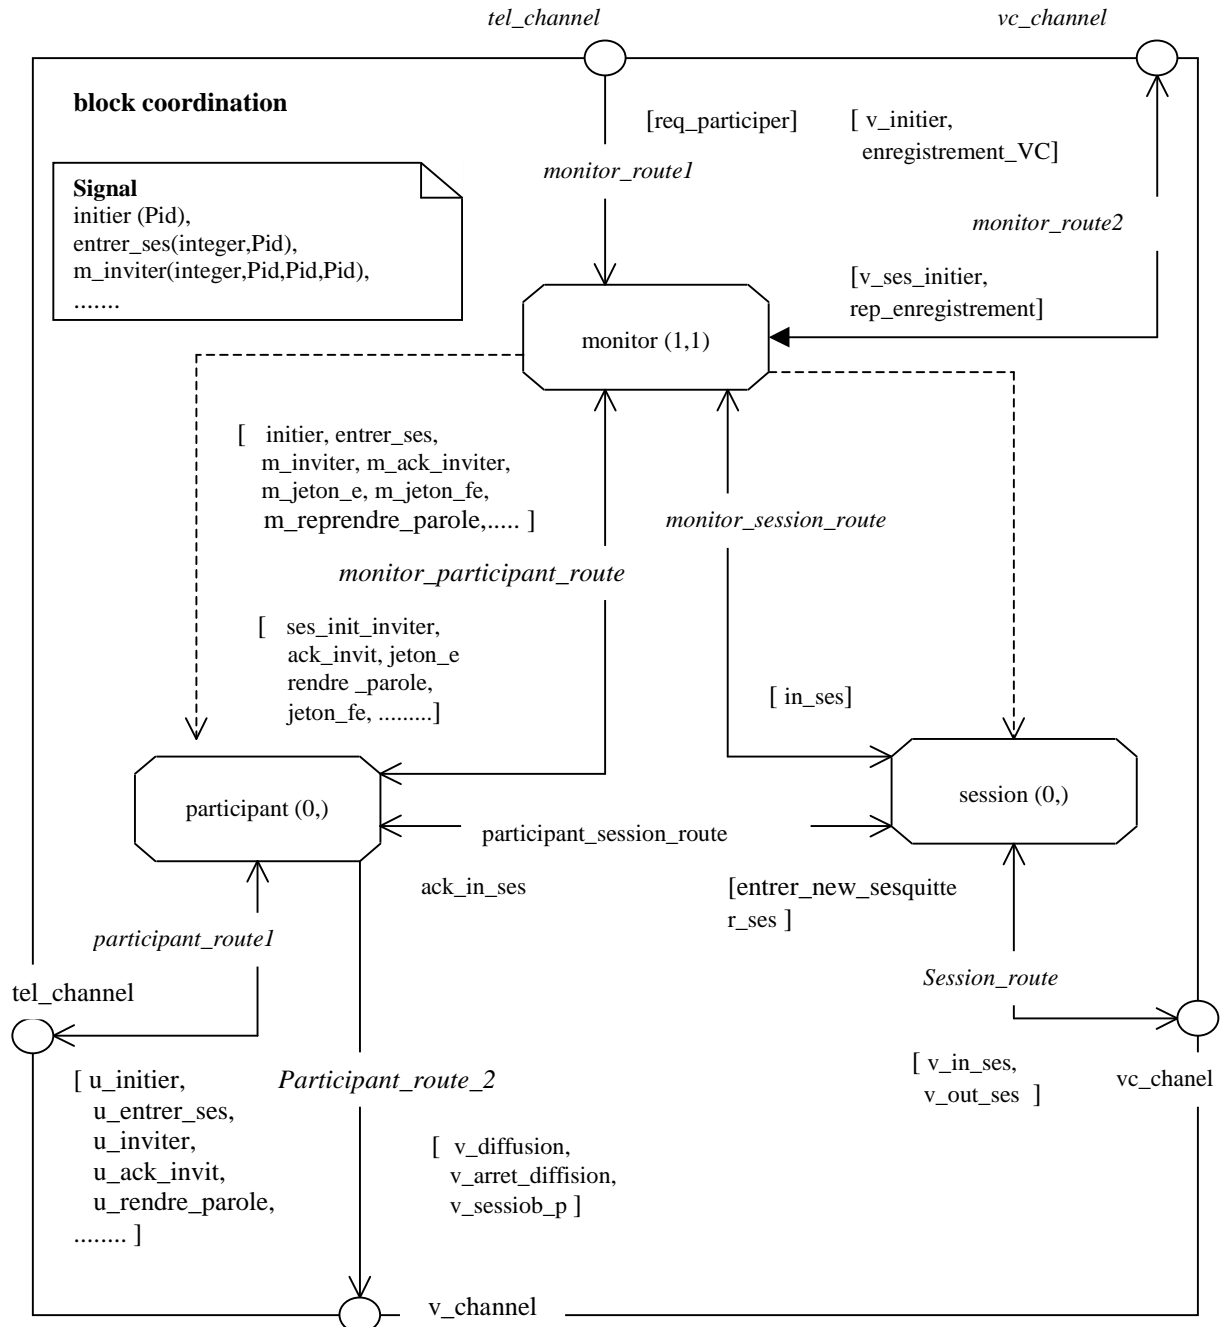 tel_channel
vc_channel
block coordination
[req_participer]
[ v_initier,
enregistrement_VC]
monitor_route1
Signal
initier (Pid),
entrer_ses(integer,Pid),
m_inviter(integer,Pid,Pid,Pid),
.......
monitor_route2
[v_ses_initier,
rep_enregistrement]
monitor (1,1)
[ initier, entrer_ses,
m_inviter, m_ack_inviter,
m_jeton_e, m_jeton_fe,
m_reprendre_parole,..... ]
monitor_session_route
monitor_participant_route
[ ses_init_inviter,
ack_invit, jeton_e
rendre _parole,
jeton_fe, .........]
[ in_ses]
participant (0,)
session (0,)
participant_session_route
ack_in_ses
[entrer_new_sesquitte
r_ses ]
participant_route1
Session_route
tel_channel
[ v_in_ses,
v_out_ses ]
vc_chanel
[ u_initier,
u_entrer_ses,
u_inviter,
u_ack_invit,
u_rendre_parole,
........ ]
Participant_route_2
[ v_diffusion,
v_arret_diffision,
v_sessiob_p ]
v_channel